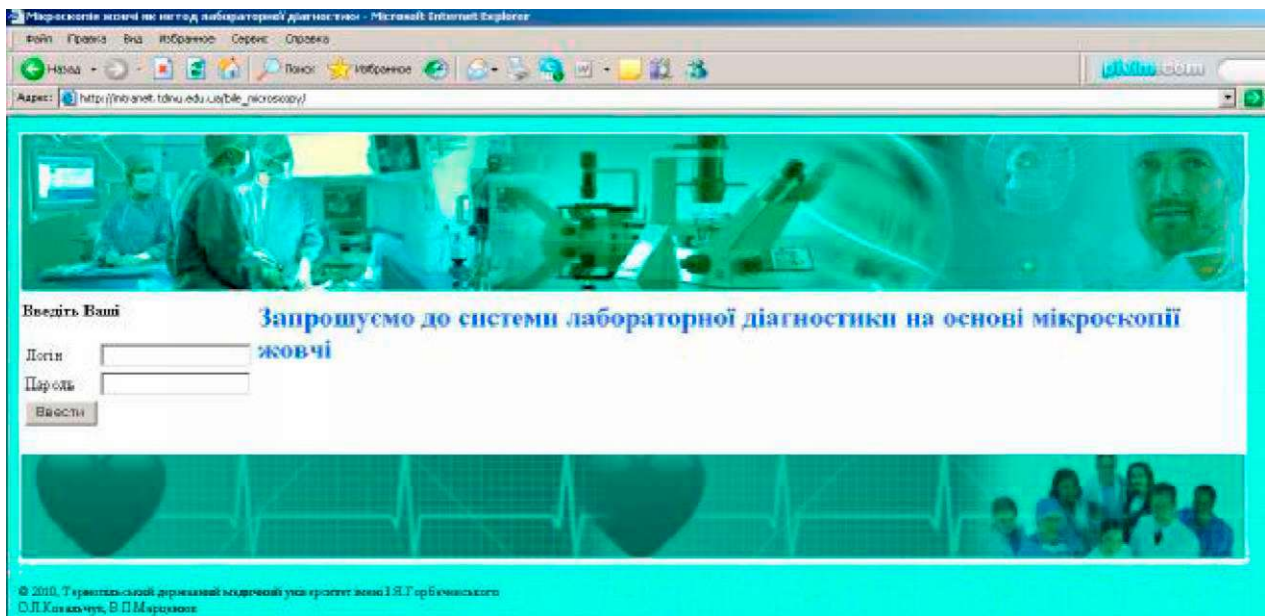 Мікроскопія жовчі як метод лабораторної діагностики - Microsoft Internet Explorer
Файл Правка Вид Избранное Сервис Справка
Назад Поиск Избранное
Адрес: http://intranet.tdmu.edu.ua/bile_microscopy/
Введіть Ваші
Запрошуємо до системи лабораторної діагностики на основі мікроскопії
жовчі
Логін
Пароль
Ввести
© 2010, Тернопільський державний медичний університет імені І.Я.Горбачевського
О.Л.Ковальчук, В.П.Марценюк